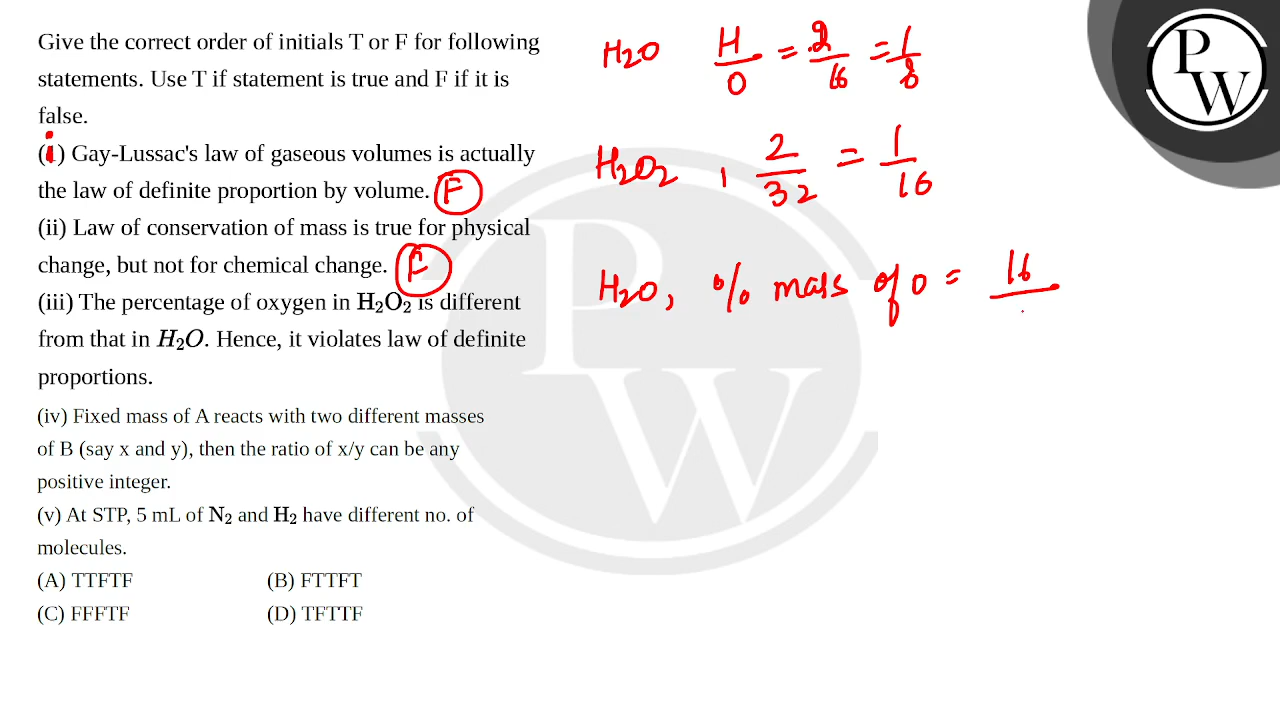 Give the correct order of initials T or F for following
statements. Use T if statement is true and F if it is
false.
(i) Gay-Lussac's law of gaseous volumes is actually
the law of definite proportion by volume. F
(ii) Law of conservation of mass is true for physical
change, but not for chemical change. F
(iii) The percentage of oxygen in H₂O₂ is different
from that in H₂O. Hence, it violates law of definite
proportions.
(iv) Fixed mass of A reacts with two different masses
of B (say x and y), then the ratio of x/y can be any
positive integer.
(v) At STP, 5 mL of N₂ and H₂ have different no. of
molecules.
(A) TTFTF (B) FTTFT
(C) FFFTF (D) TFTTF
H₂O H/O = 2/16 = 1/8
H₂O₂ , 2/32 = 1/16
H₂O, % mass of O = 16/
P W
P W